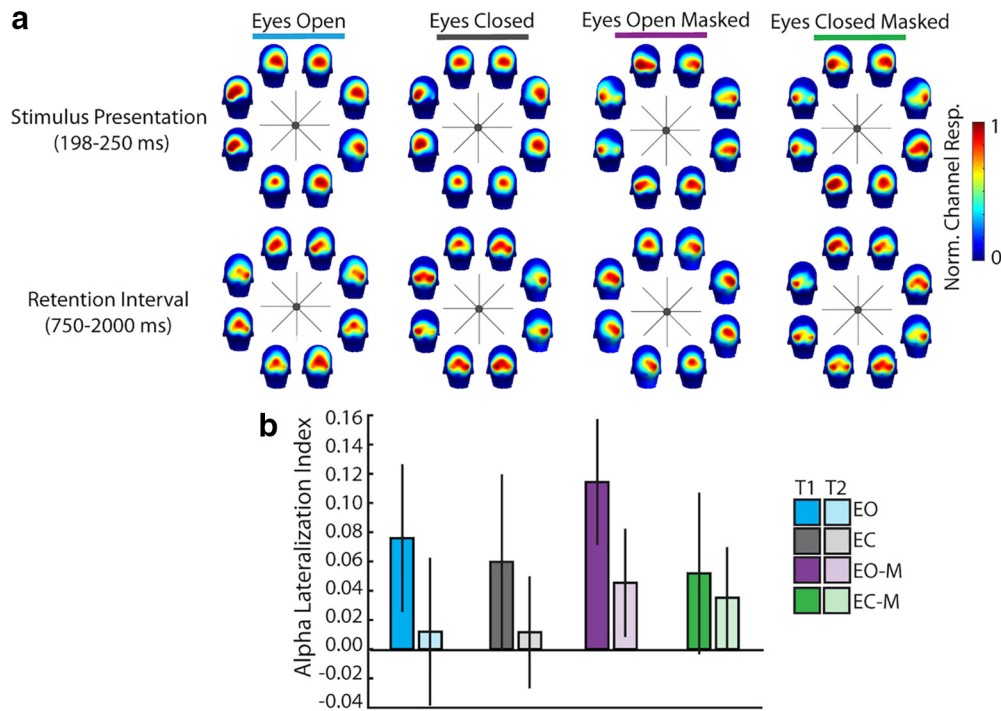 a
Eyes Open
Eyes Closed
Eyes Open Masked
Eyes Closed Masked
Stimulus Presentation
(198-250 ms)
Retention Interval
(750-2000 ms)
1
0
Norm. Channel Resp.
b
Alpha Lateralization Index
0.16
0.14
0.12
0.10
0.08
0.06
0.04
0.02
0.00
-0.02
-0.04
T1 T2
EO
EC
EO-M
EC-M